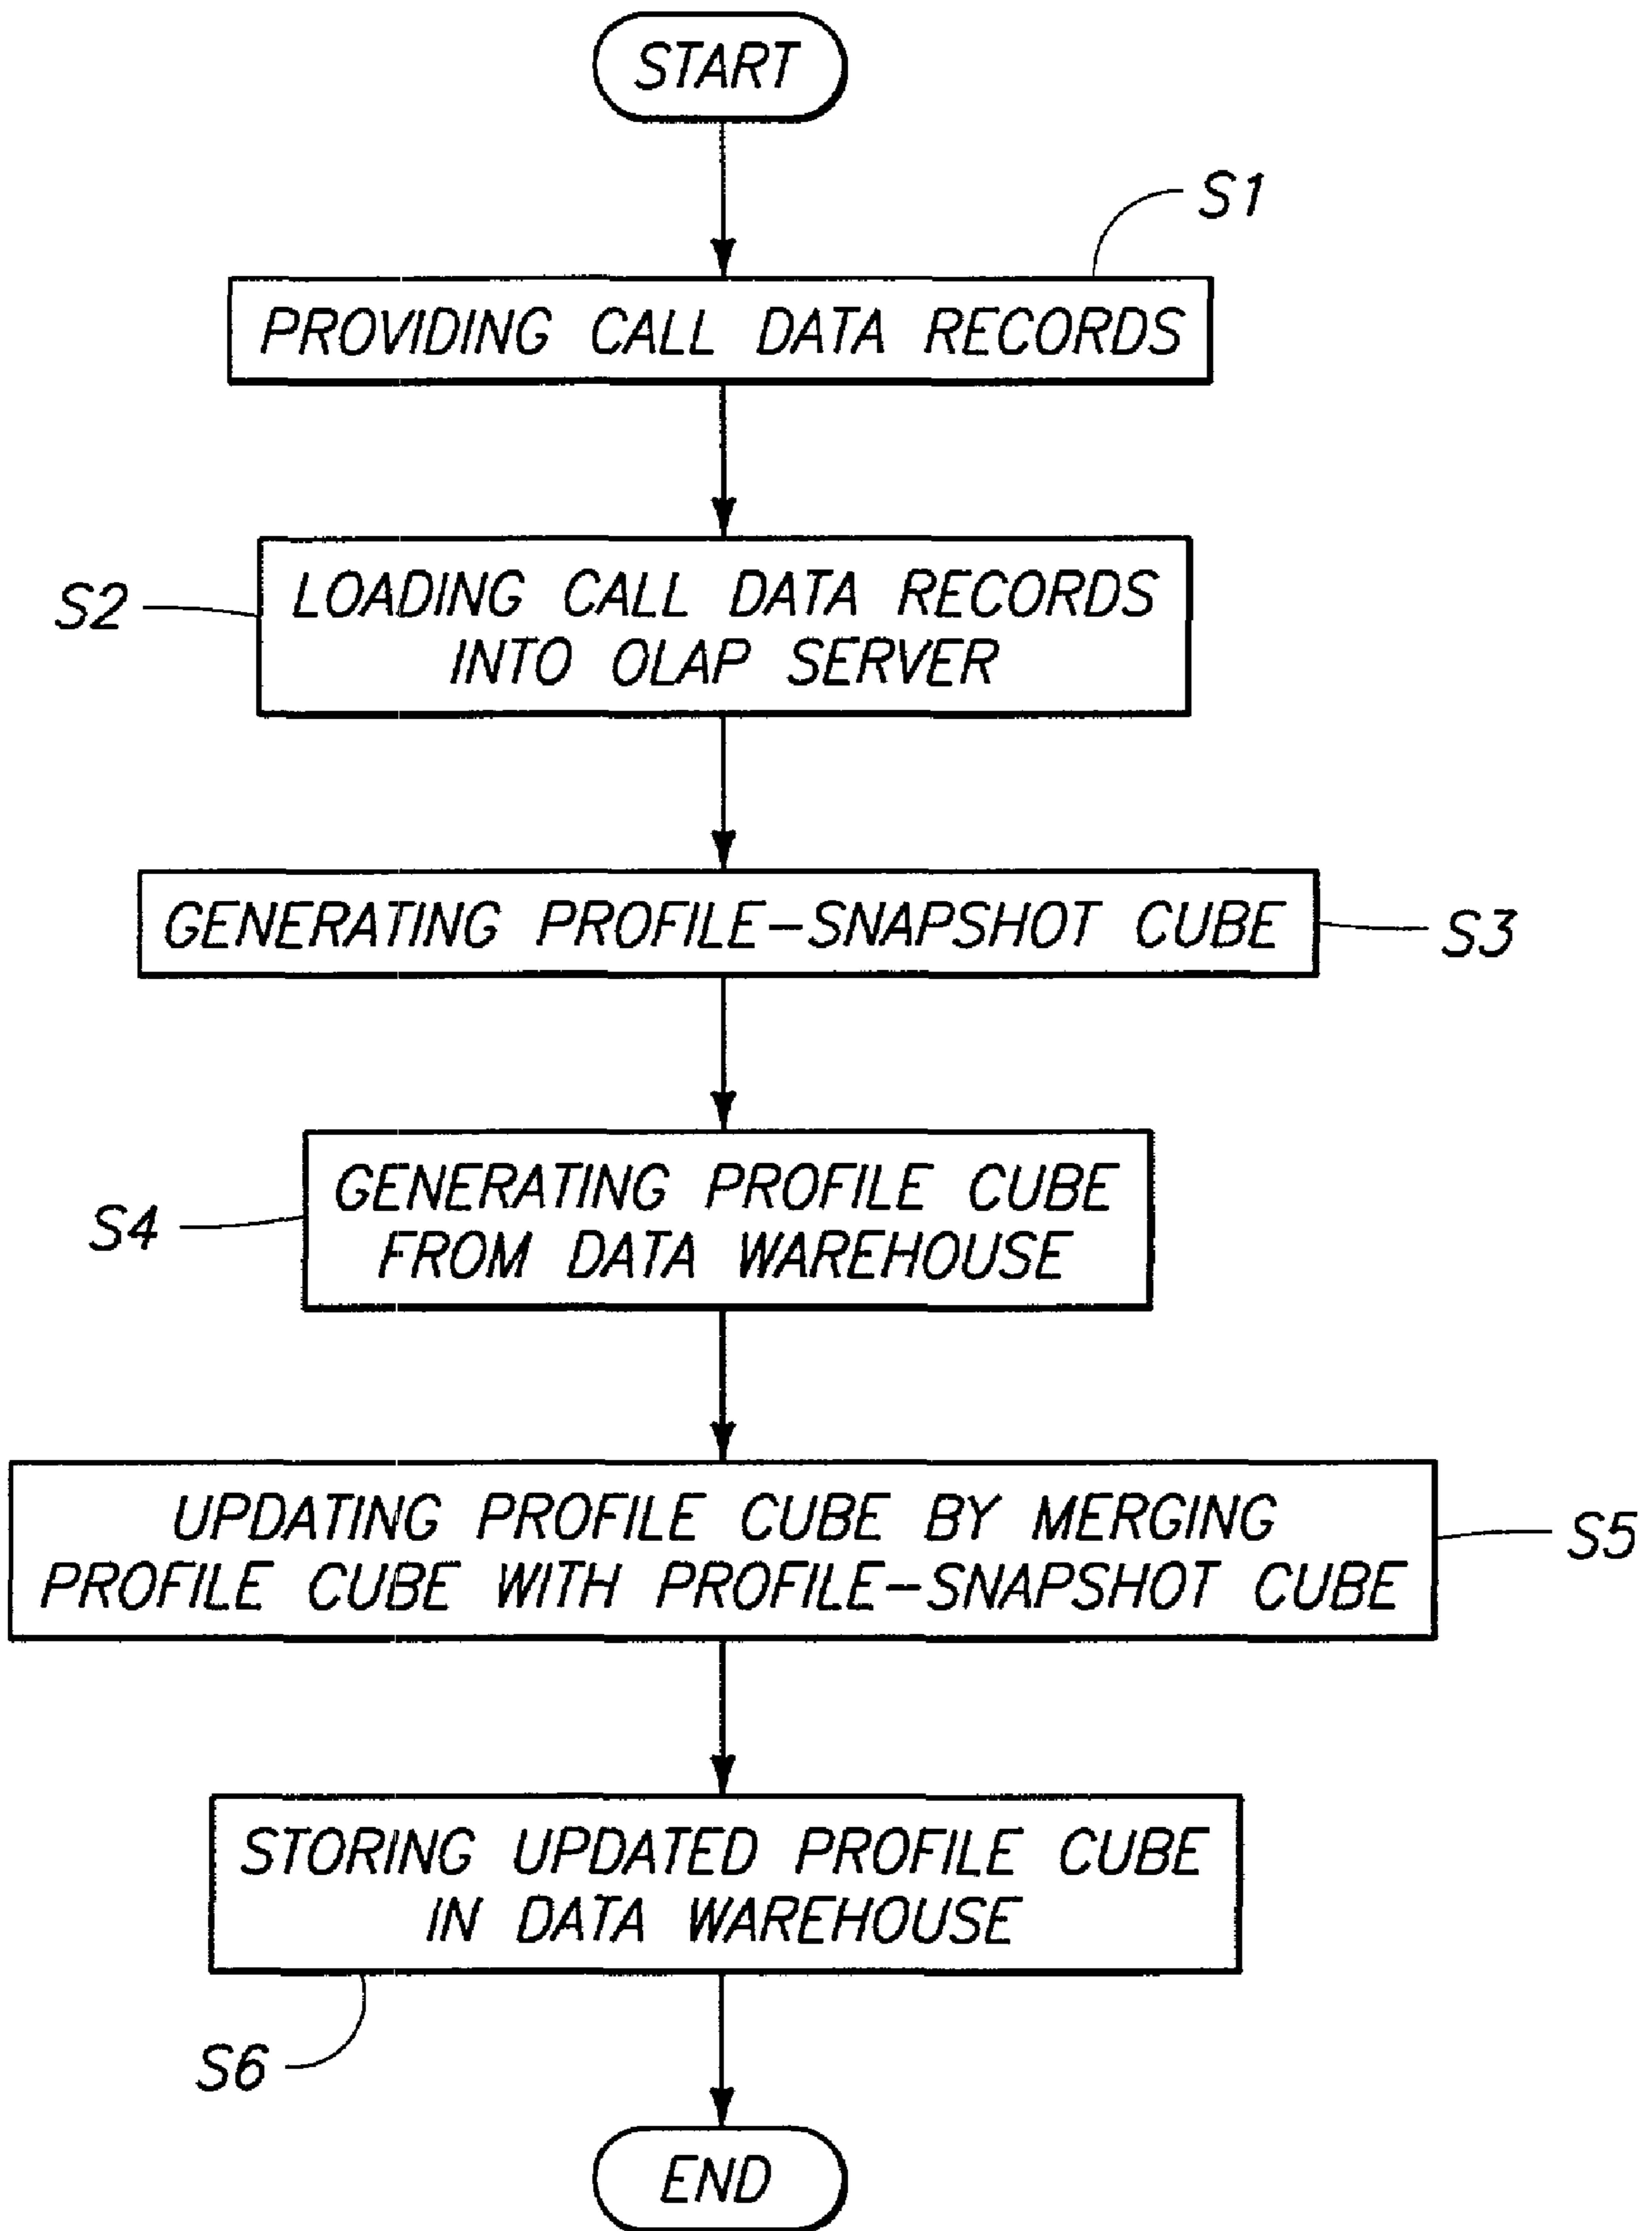 START
S1
PROVIDING CALL DATA RECORDS
S2
LOADING CALL DATA RECORDS
INTO OLAP SERVER
GENERATING PROFILE-SNAPSHOT CUBE
S3
S4
GENERATING PROFILE CUBE
FROM DATA WAREHOUSE
UPDATING PROFILE CUBE BY MERGING
PROFILE CUBE WITH PROFILE-SNAPSHOT CUBE
S5
STORING UPDATED PROFILE CUBE
IN DATA WAREHOUSE
S6
END